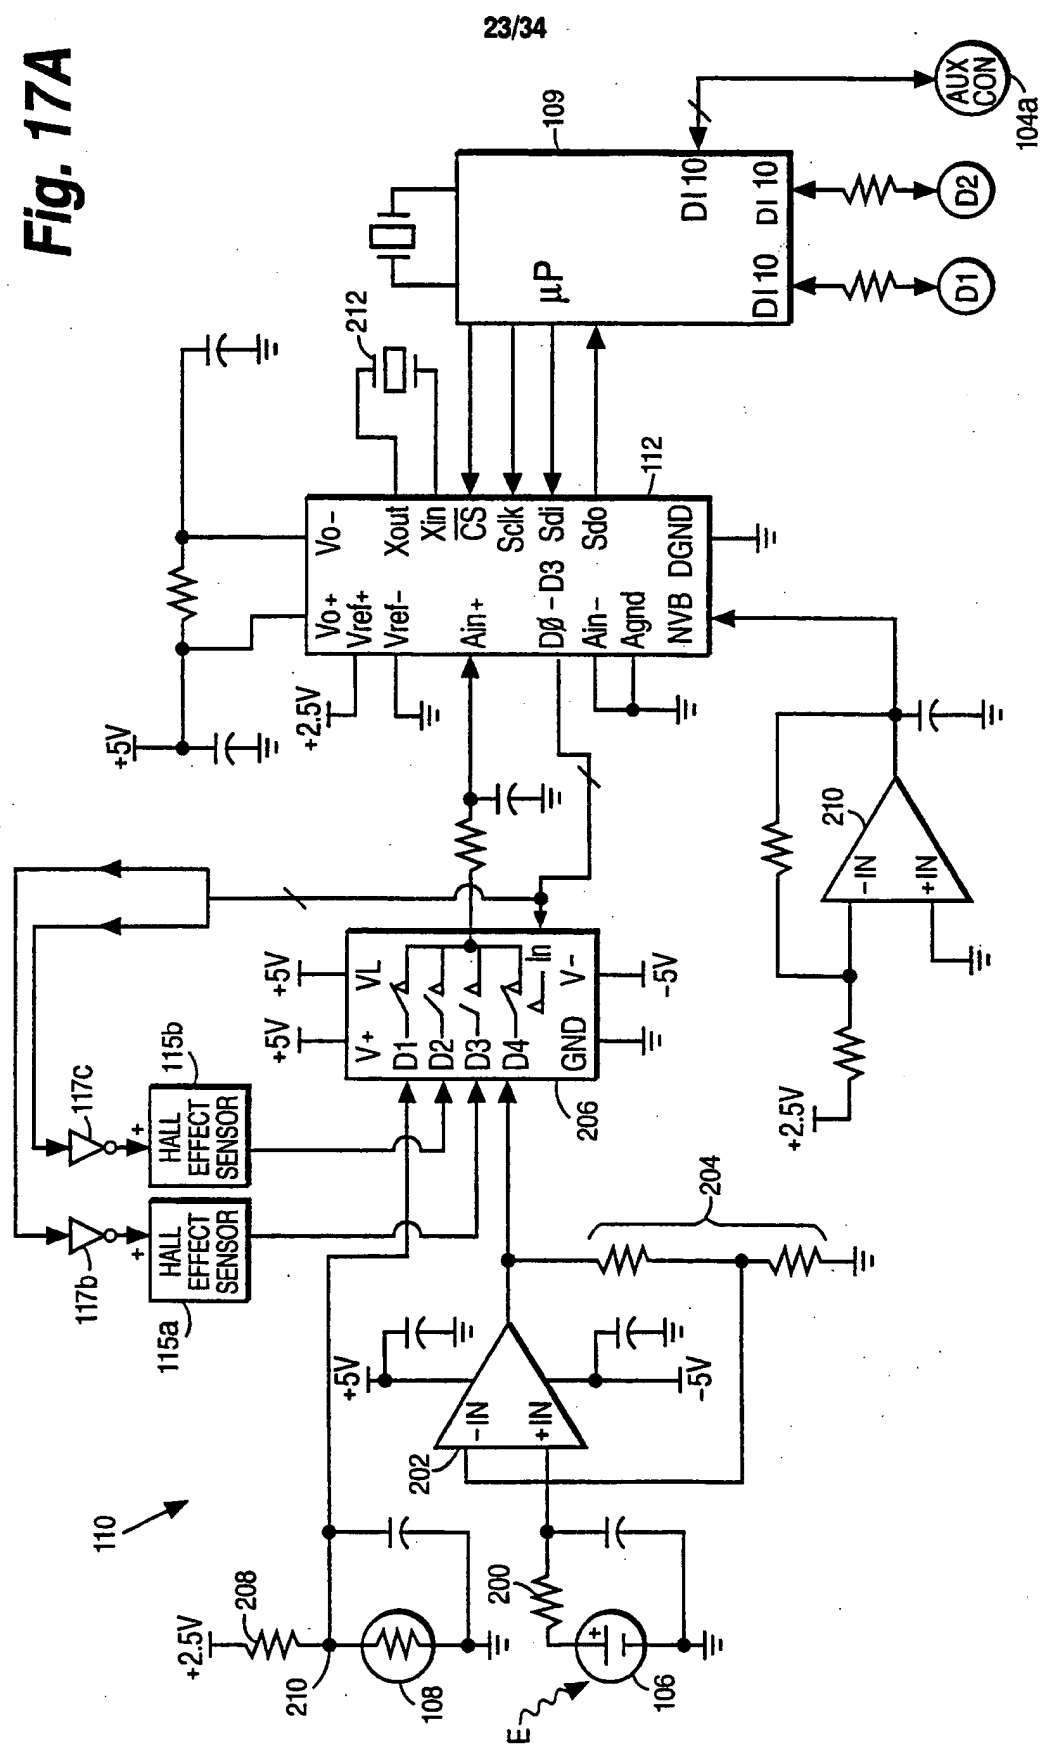 23/34
Fig. 17A
110
+2.5V
208
210
108
E
200
106
202
-IN
+IN
+5V
-5V
204
117b
117c
+
HALL
EFFECT
SENSOR
115a
+
HALL
EFFECT
SENSOR
115b
+5V
+5V
V+
VL
D1
D2
D3
D4
In
GND
V-
-5V
206
+5V
+2.5V
Vo+
Vo-
Vref+
Vref-
Xout
Xin
Ain+
CS
Sclk
DØ-D3
Sdi
Ain-
Sdo
Agnd
NVB
DGND
112
212
+2.5V
-IN
+IN
210
109
µP
DI 10
DI 10
DI 10
D1
D2
AUX
CON
104a
+